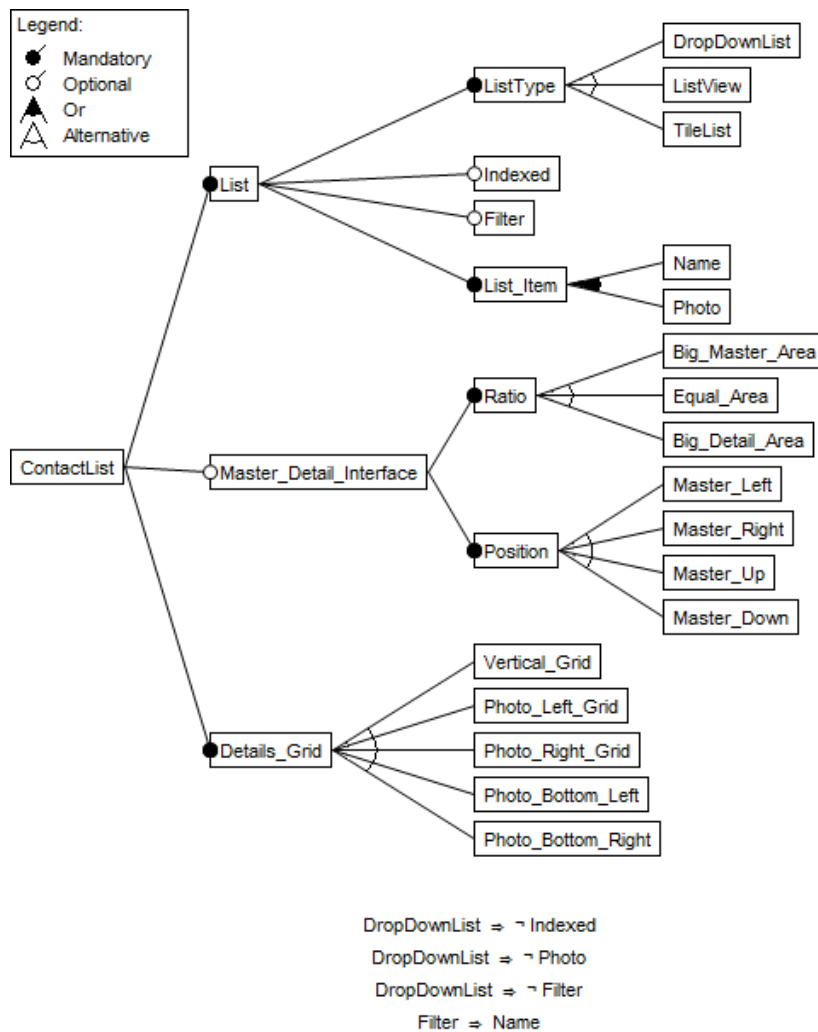 Legend:
Mandatory
Optional
Or
Alternative
DropDownList
ListType
ListView
TileList
List
Indexed
Filter
List_Item
Name
Photo
Big_Master_Area
Ratio
Equal_Area
Big_Detail_Area
ContactList
Master_Detail_Interface
Master_Left
Master_Right
Position
Master_Up
Master_Down
Vertical_Grid
Photo_Left_Grid
Details_Grid
Photo_Right_Grid
Photo_Bottom_Left
Photo_Bottom_Right
DropDownList ⇒ ¬ Indexed
DropDownList ⇒ ¬ Photo
DropDownList ⇒ ¬ Filter
Filter ⇒ Name